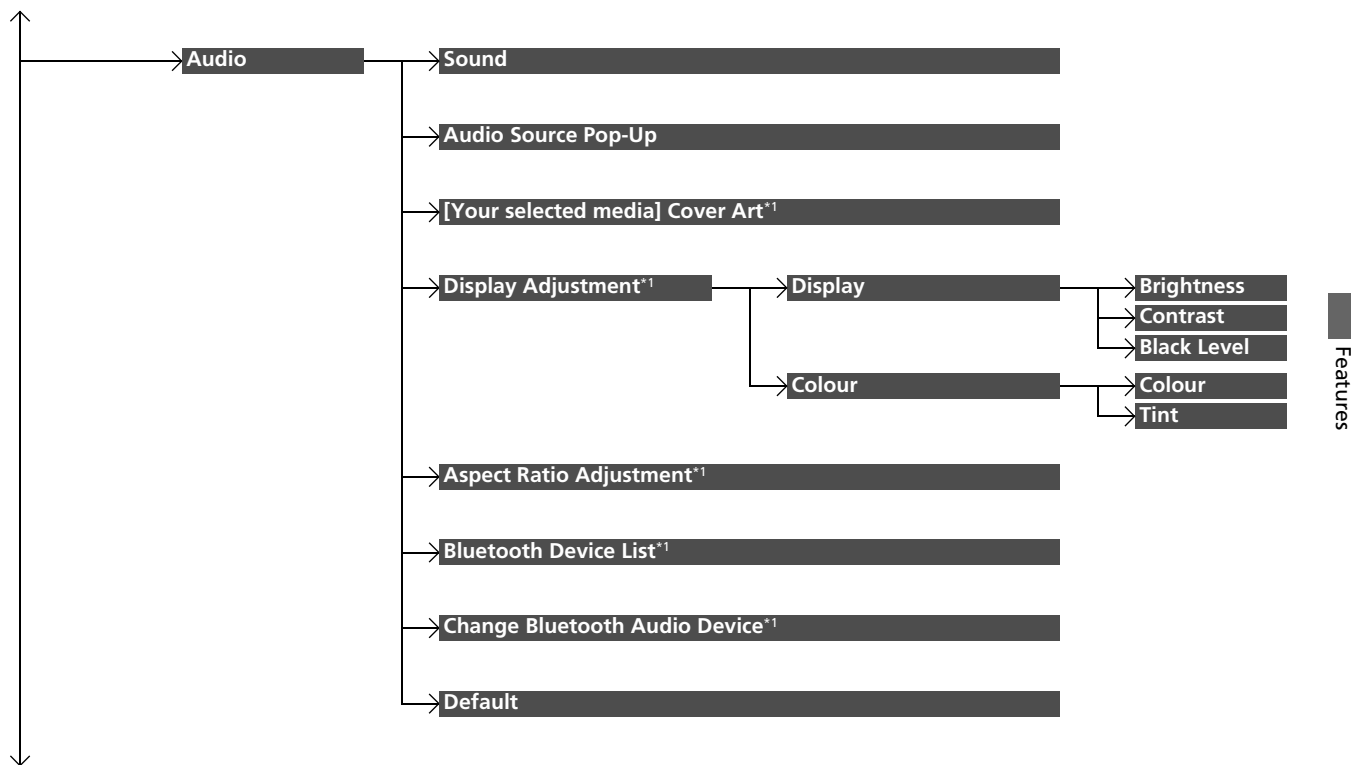 Audio
Sound
Audio Source Pop-Up
[Your selected media] Cover Art*1
Display Adjustment*1
Display
Brightness
Contrast
Black Level
Colour
Colour
Tint
Aspect Ratio Adjustment*1
Bluetooth Device List*1
Change Bluetooth Audio Device*1
Default
Features